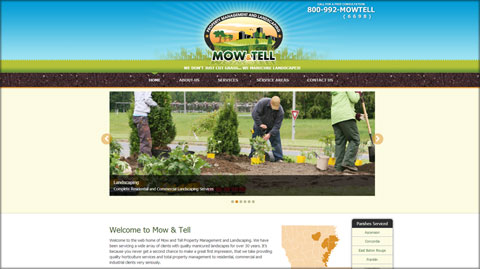 CALL FOR A FREE CONSULTATION
800-992-MOWTELL
(6698)
PROPERTY MANAGEMENT AND LANDSCAPING
MOW & TELL
WE DON'T JUST CUT GRASS... WE MANICURE LANDSCAPES!
HOME ABOUT US SERVICES SERVICE AREAS CONTACT US
Landscaping
Complete Residential and Commercial Landscaping Services
Welcome to Mow & Tell
Welcome to the web home of Mow and Tell Property Management and Landscaping. We
have been servicing a wide array of clients with quality manicured landscapes for over 30 years. It's
because you never get a second chance to make a great first impression, that we take providing
quality horticulture services and total property management to residential, commercial and
industrial clients very seriously.
Parishes Serviced
Ascension
Concordia
East Baton Rouge
Franklin